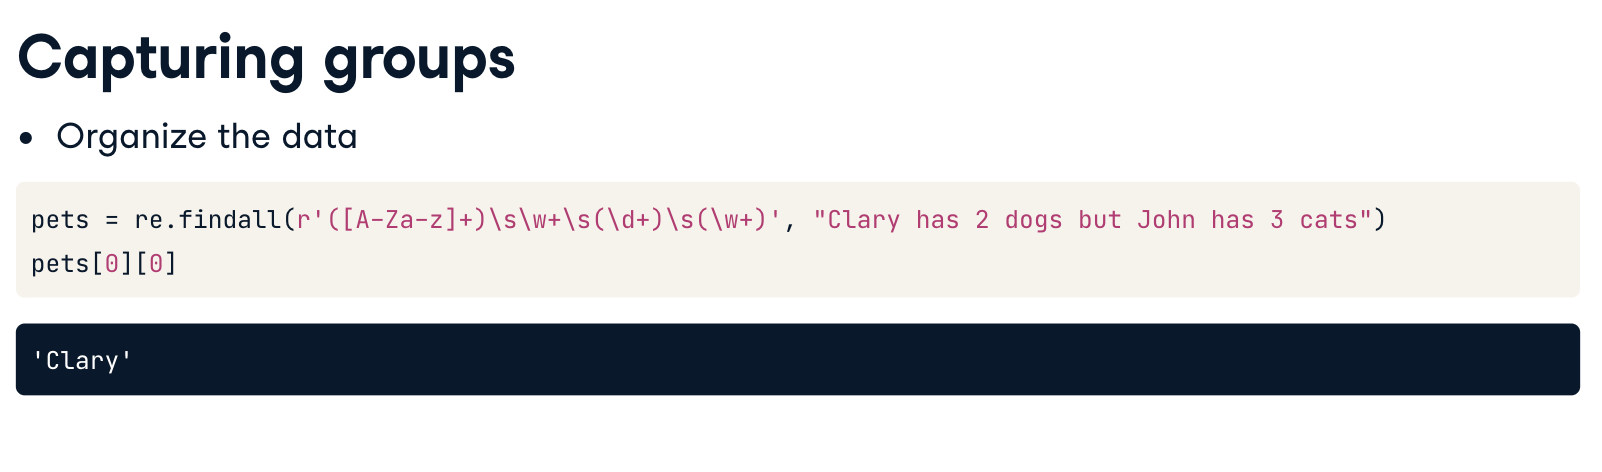 Capturing groups
• Organize the data
pets = re.findall(r'([A-Za-z]+)\s\w+\s(\d+)\s(\w+)', "Clary has 2 dogs but John has 3 cats")
pets[0][0]
'Clary'